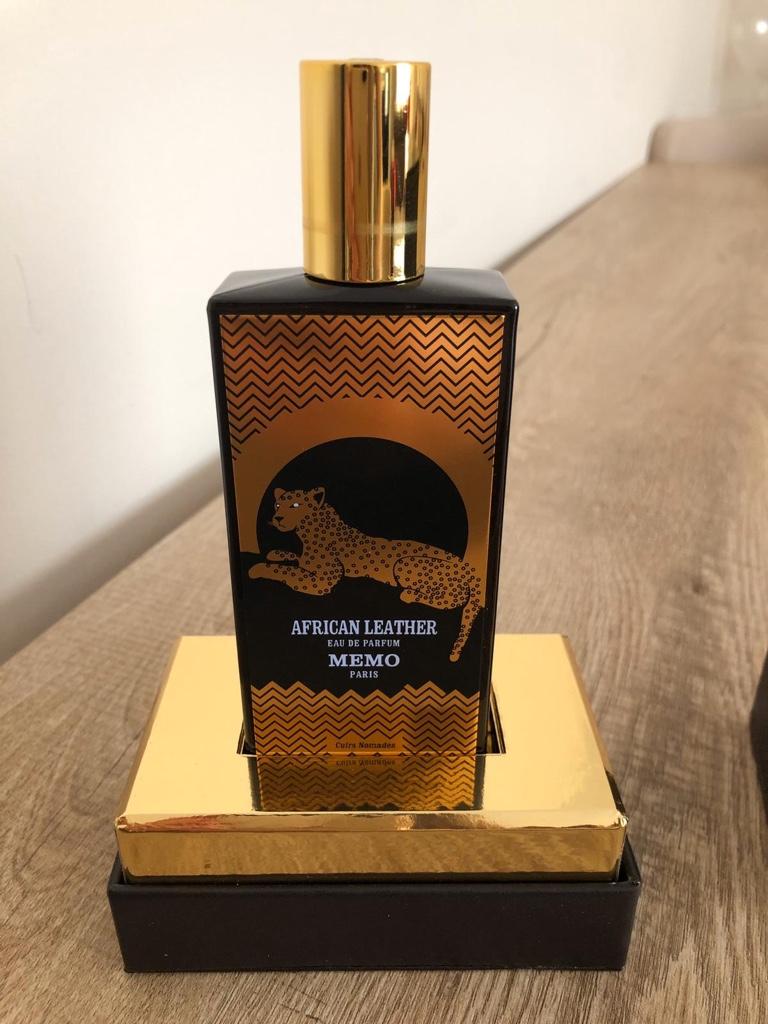 AFRICAN LEATHER
EAU DE PARFUM
MEMO
PARIS
Cuirs Nomades